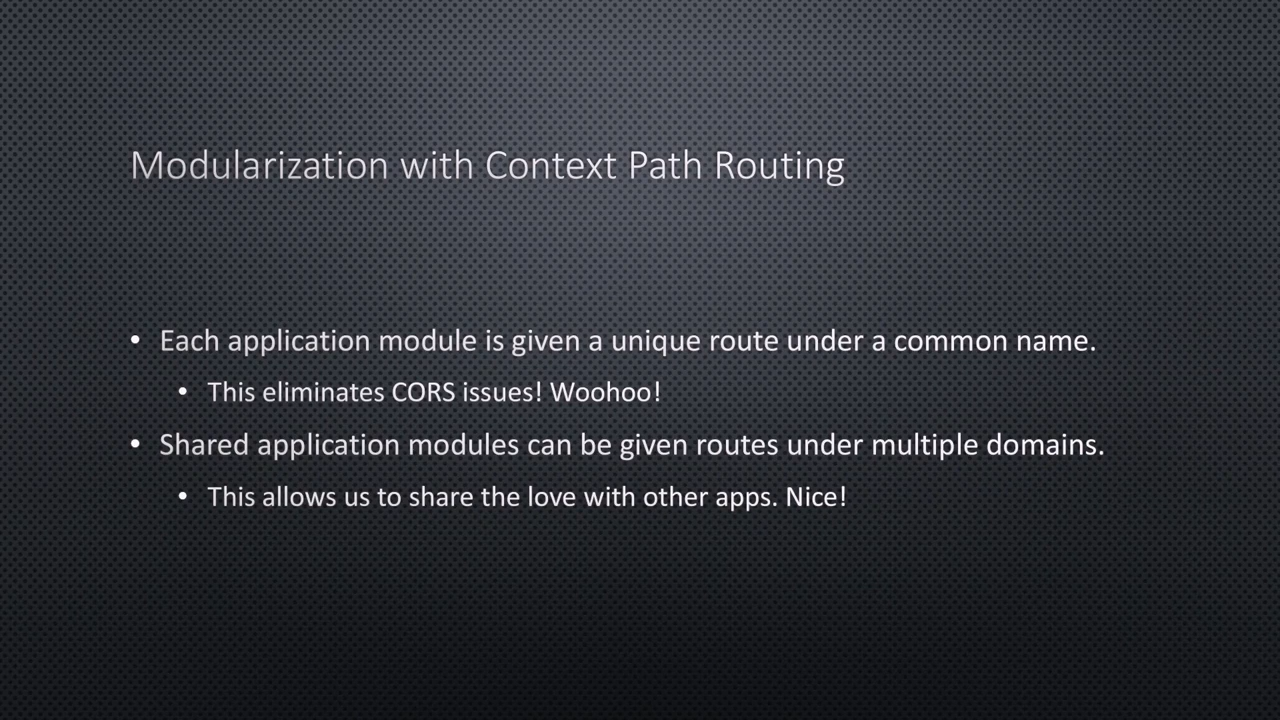 Modularization with Context Path Routing
• Each application module is given a unique route under a common name.
• This eliminates CORS issues! Woohoo!
• Shared application modules can be given routes under multiple domains.
• This allows us to share the love with other apps. Nice!